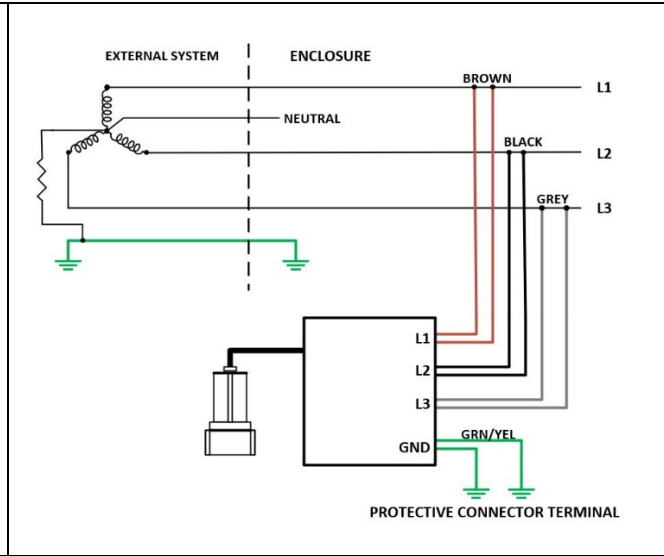 EXTERNAL SYSTEM
ENCLOSURE
BROWN
L1
NEUTRAL
BLACK
L2
GREY
L3
L1
L2
L3
GRN/YEL
GND
PROTECTIVE CONNECTOR TERMINAL